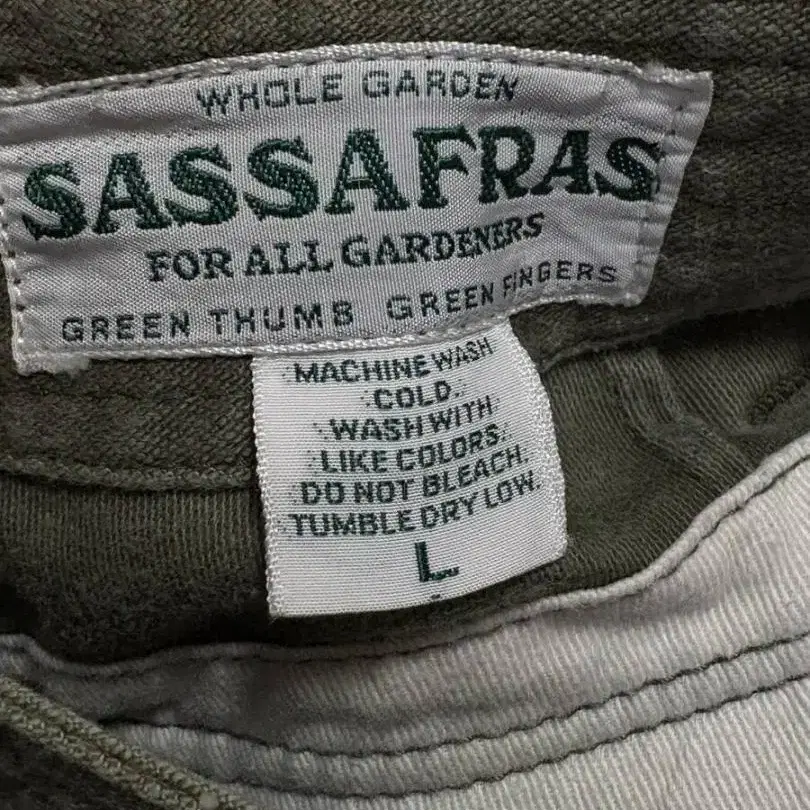 WHOLE GARDEN
SASSAFRAS
FOR ALL GARDENERS
GREEN THUMB GREEN FINGERS
MACHINE WASH
COLD.
WASH WITH
LIKE COLORS.
DO NOT BLEACH.
TUMBLE DRY LOW.
L